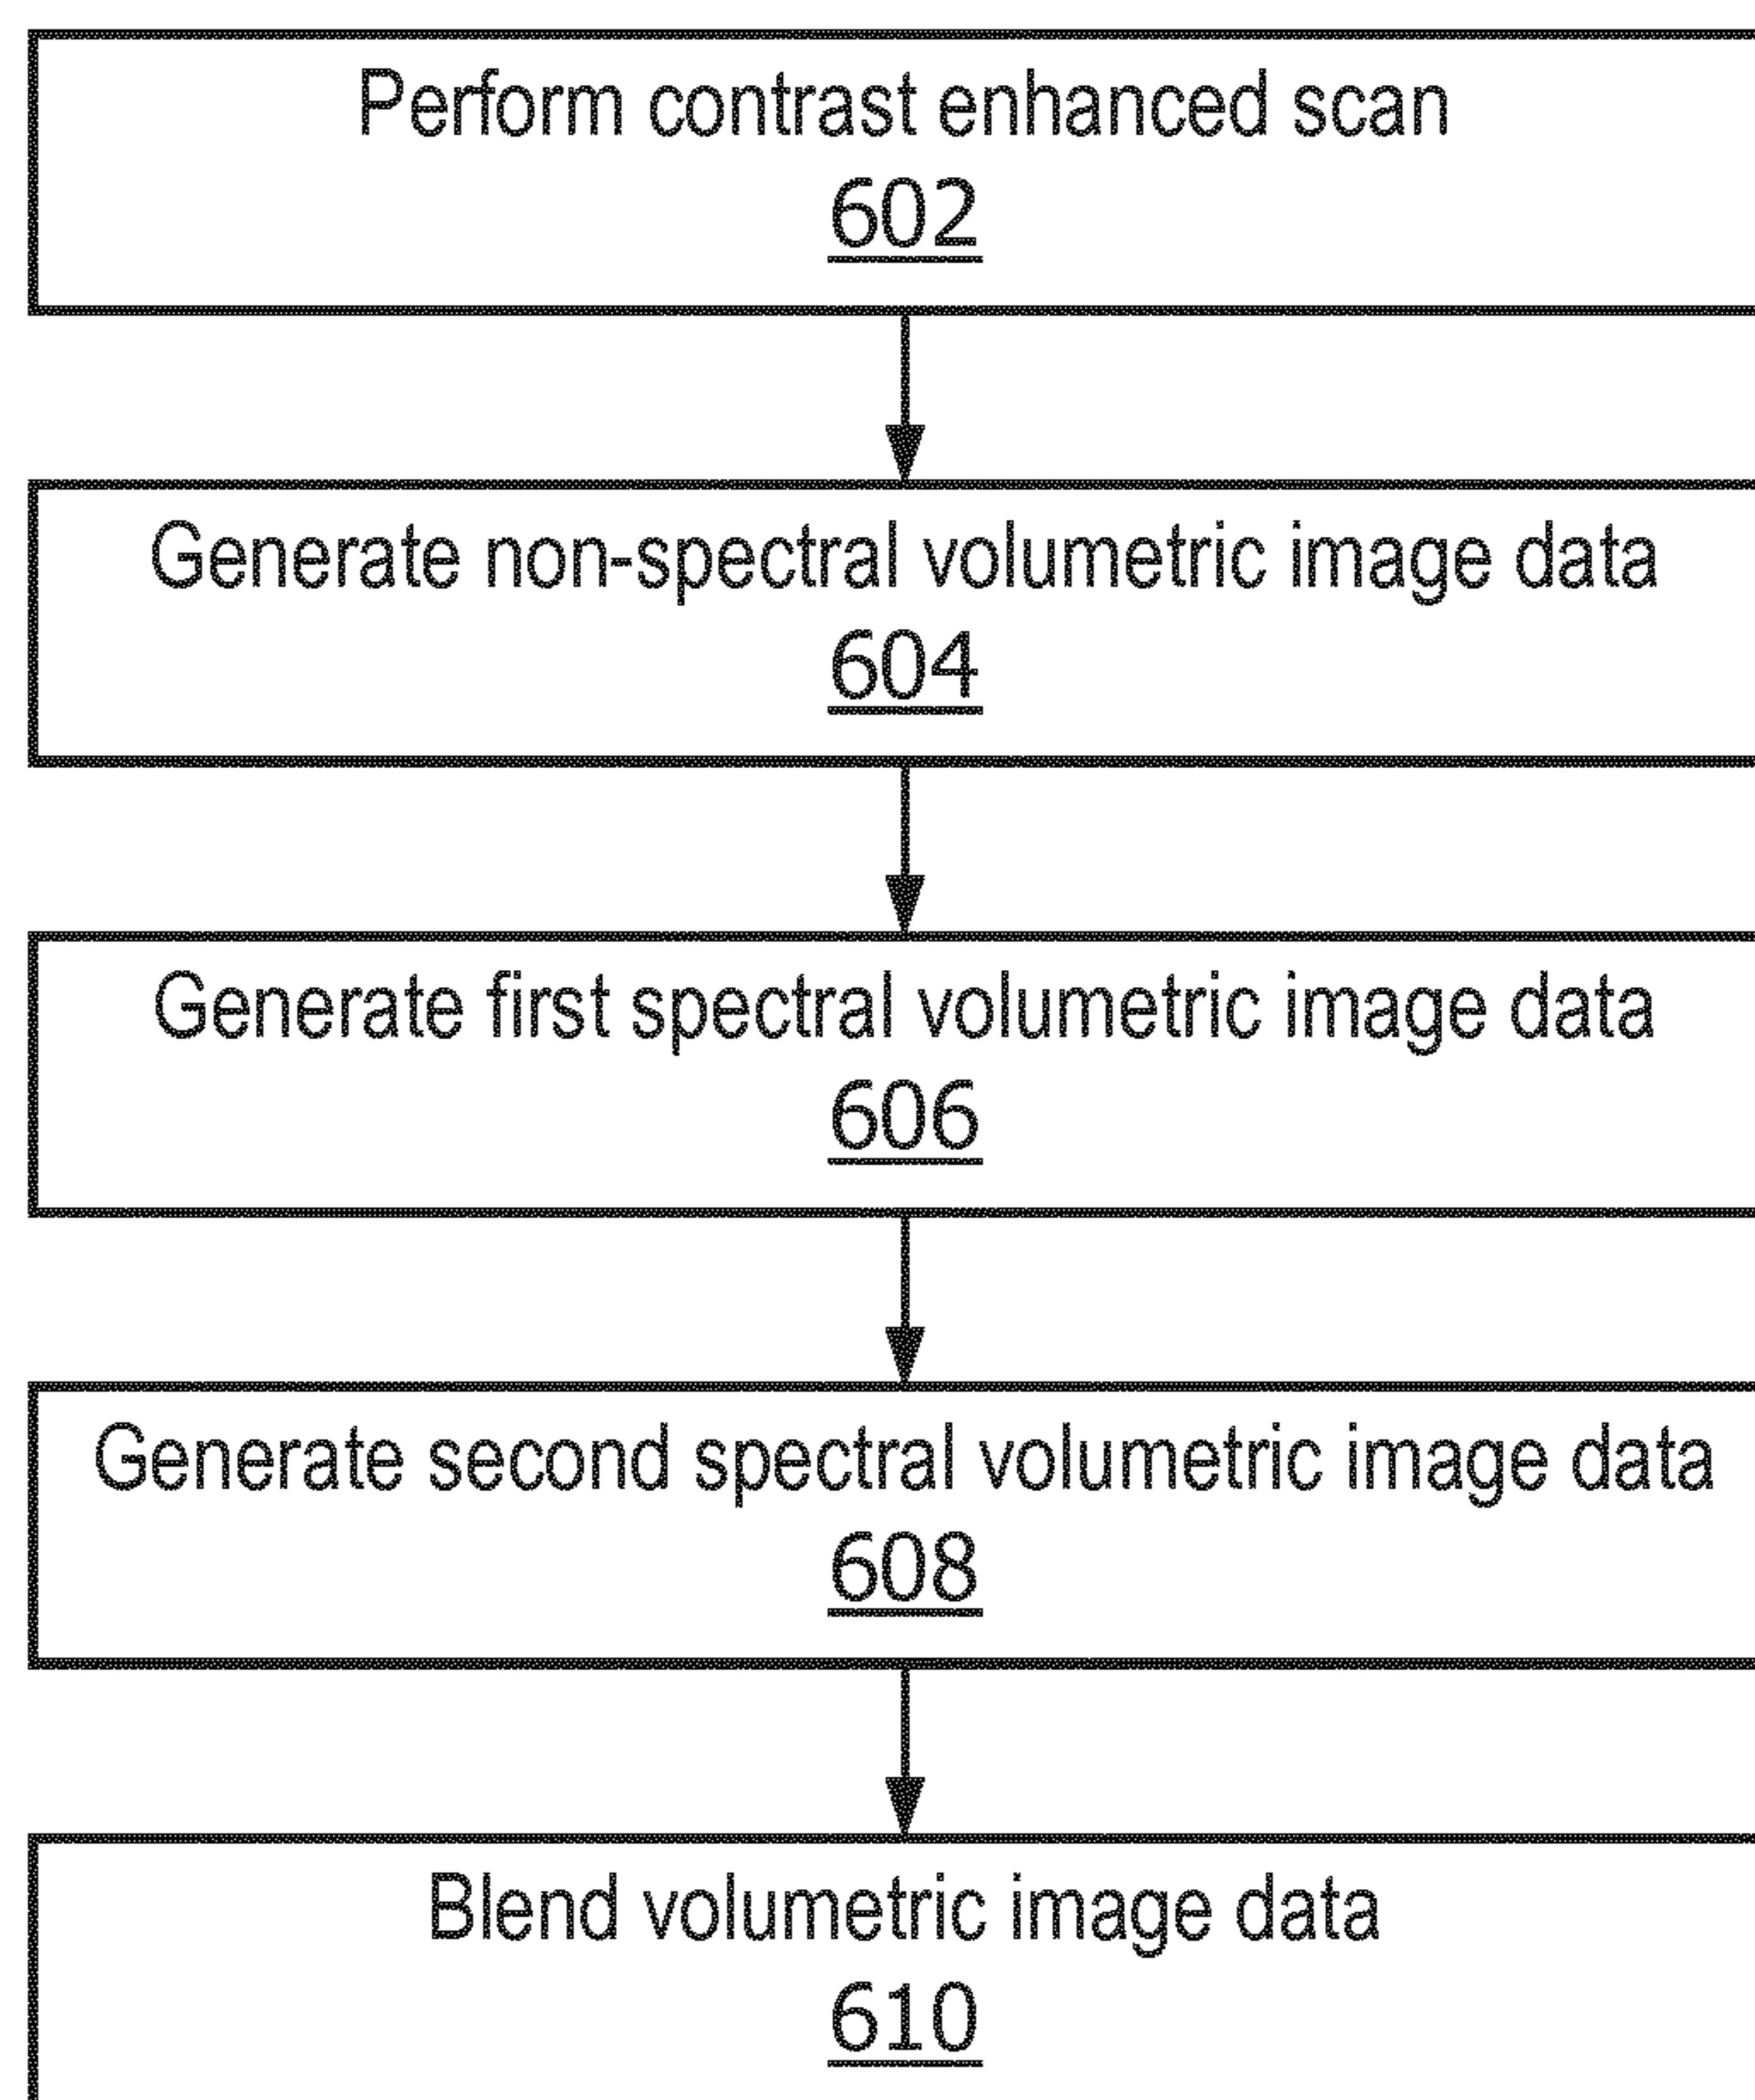 Perform contrast enhanced scan
602
Generate non-spectral volumetric image data
604
Generate first spectral volumetric image data
606
Generate second spectral volumetric image data
608
Blend volumetric image data
610